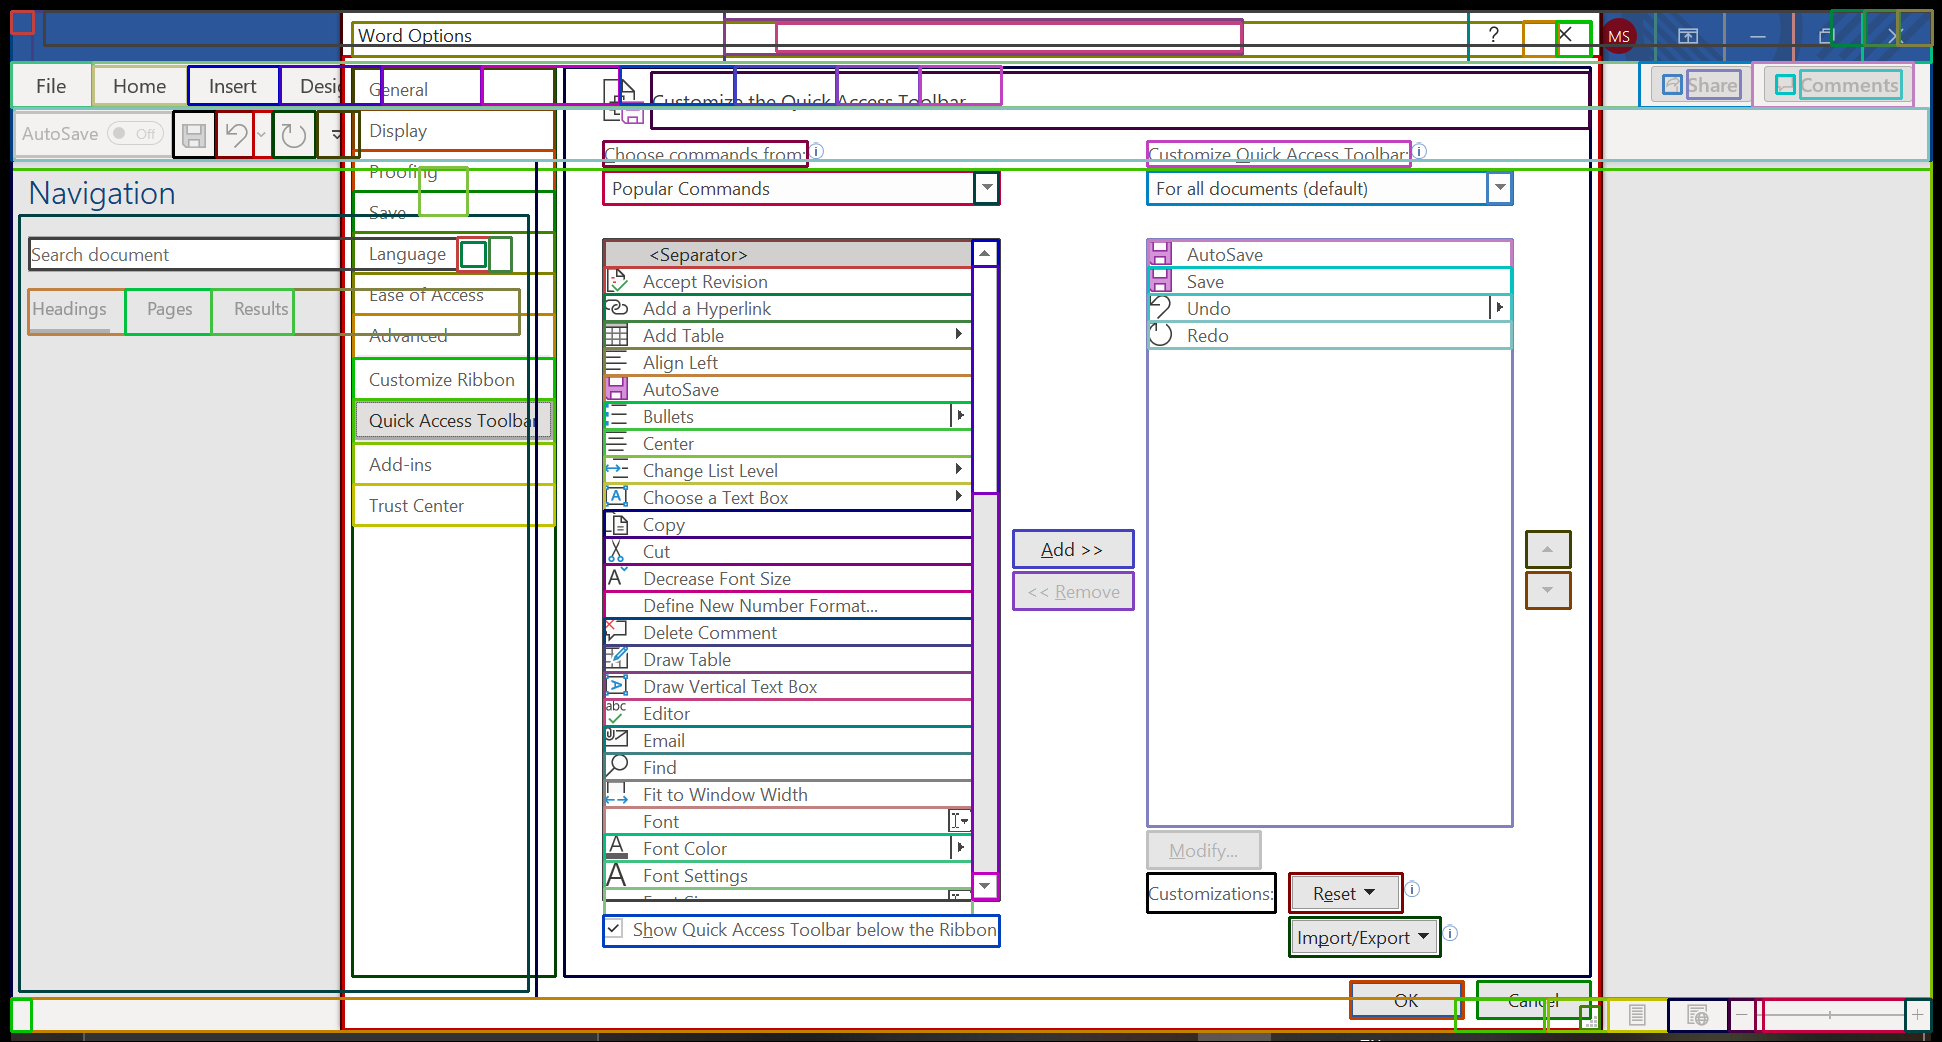 Word Options
?
MS
File
Home
Insert
Share
Comments
AutoSave
Off
Navigation
Search document
Headings
Pages
Results
General
Display
Proofing
Save
Language
Ease of Access
Advanced
Customize Ribbon
Quick Access Toolbar
Add-ins
Trust Center
Customize the Quick Access Toolbar
Choose commands from:
Popular Commands
<Separator>
Accept Revision
Add a Hyperlink
Add Table
Align Left
AutoSave
Bullets
Center
Change List Level
Choose a Text Box
Copy
Cut
Decrease Font Size
Define New Number Format...
Delete Comment
Draw Table
Draw Vertical Text Box
Editor
Email
Find
Fit to Window Width
Font
Font Color
Font Settings
Show Quick Access Toolbar below the Ribbon
Add >>
<< Remove
Customize Quick Access Toolbar:
For all documents (default)
AutoSave
Save
Undo
Redo
Modify...
Customizations:
Reset
Import/Export
OK
Cancel